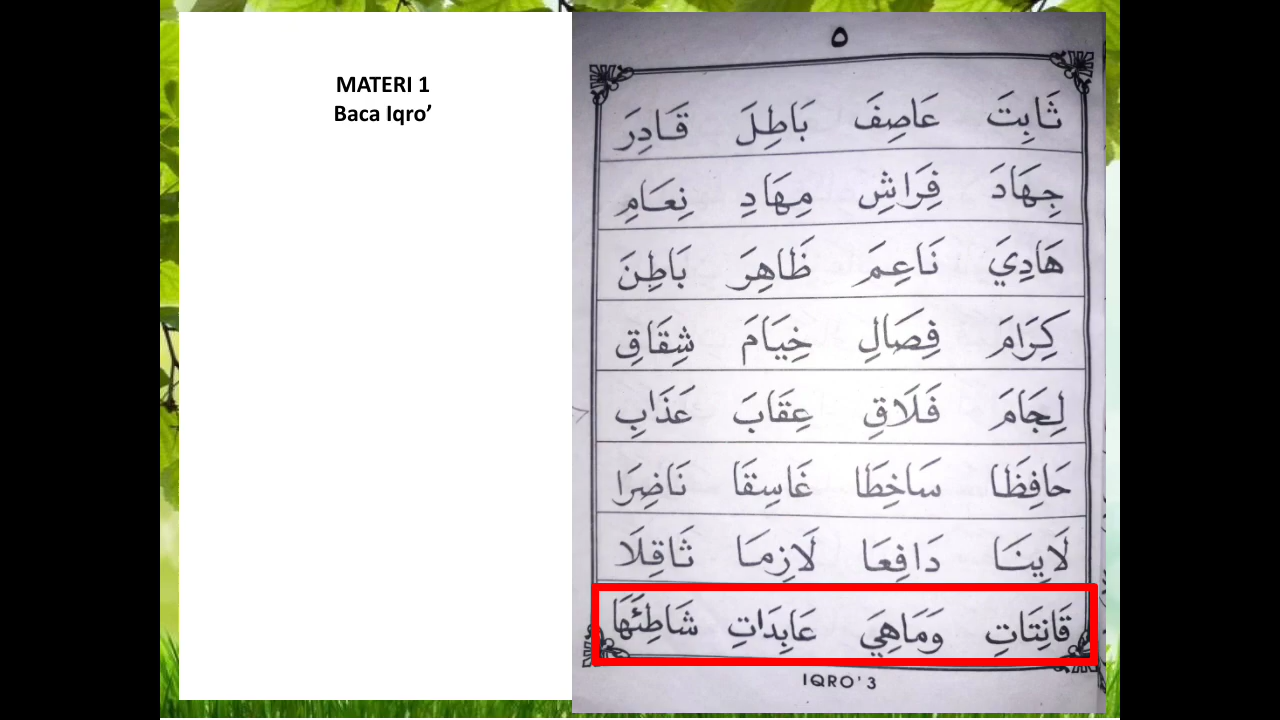 MATERI 1
Baca Iqro’
٥
ثَابِتَ عَاصِفَ بَاطِلَ قَادِرَ
جِهَادَ فِرَاشِ مِهَادِ نِعَامِ
هَادِيَ نَاعِمَ ظَاهِرَ بَاطِنَ
كِرَامَ فِصَالِ خِيَامَ شِقَاقِ
لِجَامَ فَلَاقِ عِقَابَ عَذَابِ
حَافِظَا سَاخِطَا غَاسِقَا نَاضِرَا
لَايِنَا دَافِعَا لَازِمَا ثَاقِلَا
قَانِتَاتِ وَمَاهِيَ عَابِدَاتِ شَاطِئَهَا
IQRO' 3